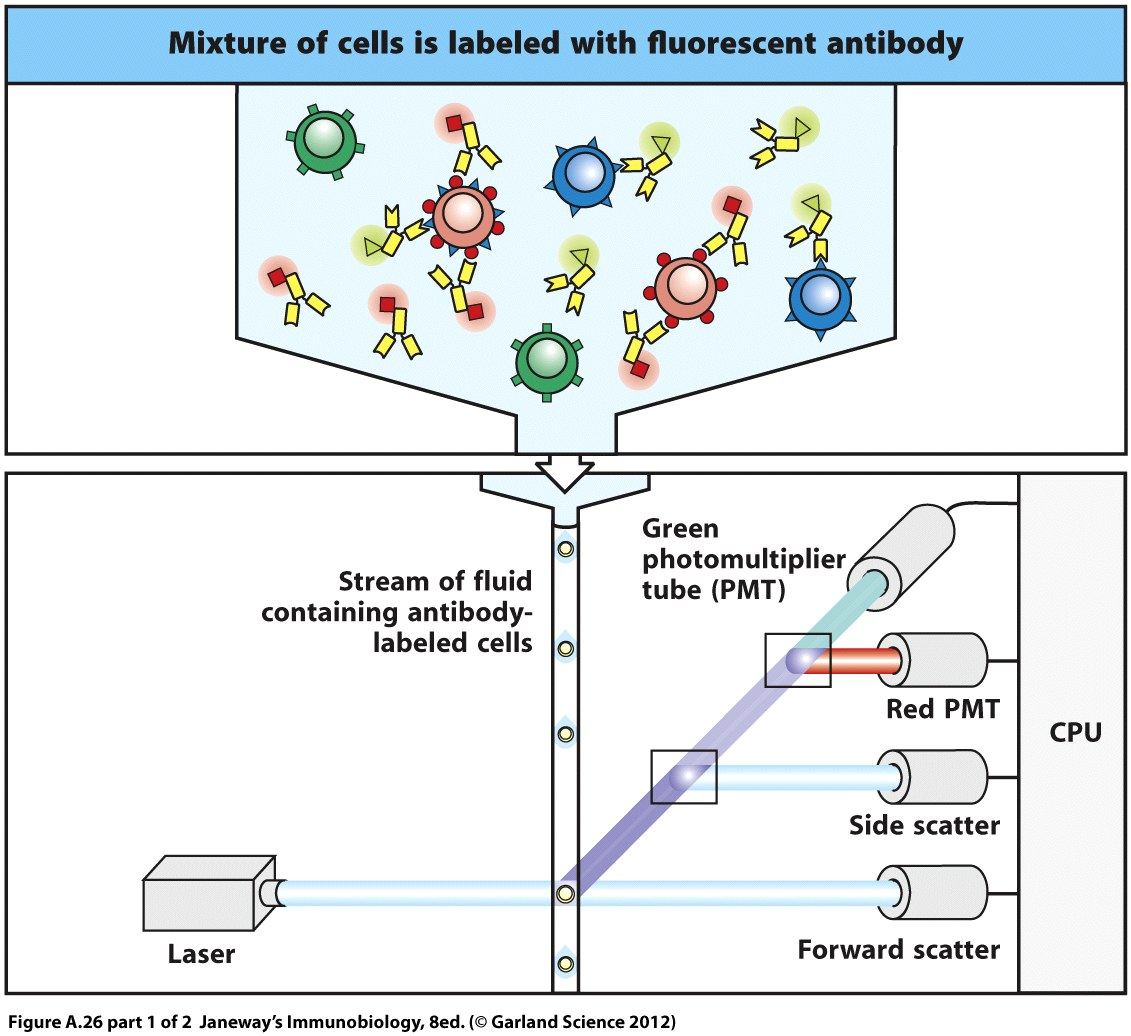 Mixture of cells is labeled with fluorescent antibody
Green
photomultiplier
tube (PMT)
Stream of fluid
containing antibody-
labeled cells
Red PMT
CPU
Side scatter
Laser
Forward scatter
Figure A.26 part 1 of 2 Janeway’s Immunobiology, 8ed. (© Garland Science 2012)